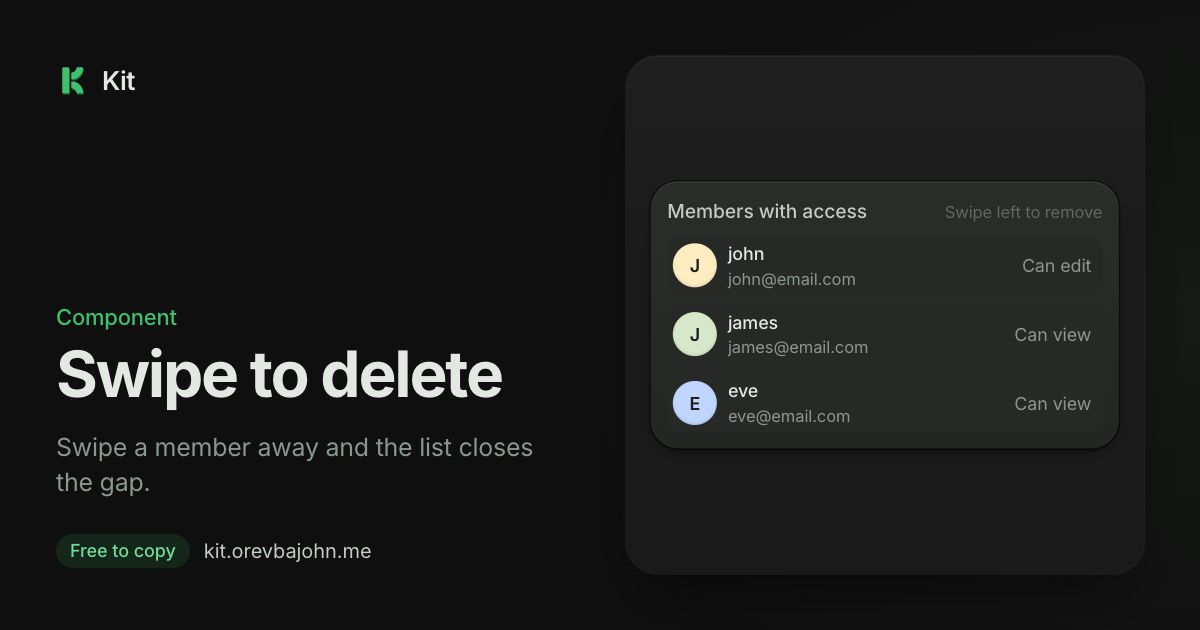 Kit
Component
Swipe to delete
Swipe a member away and the list closes
the gap.
Free to copy
kit.orevbajohn.me
Members with access
Swipe left to remove
J
john
john@email.com
Can edit
J
james
james@email.com
Can view
E
eve
eve@email.com
Can view